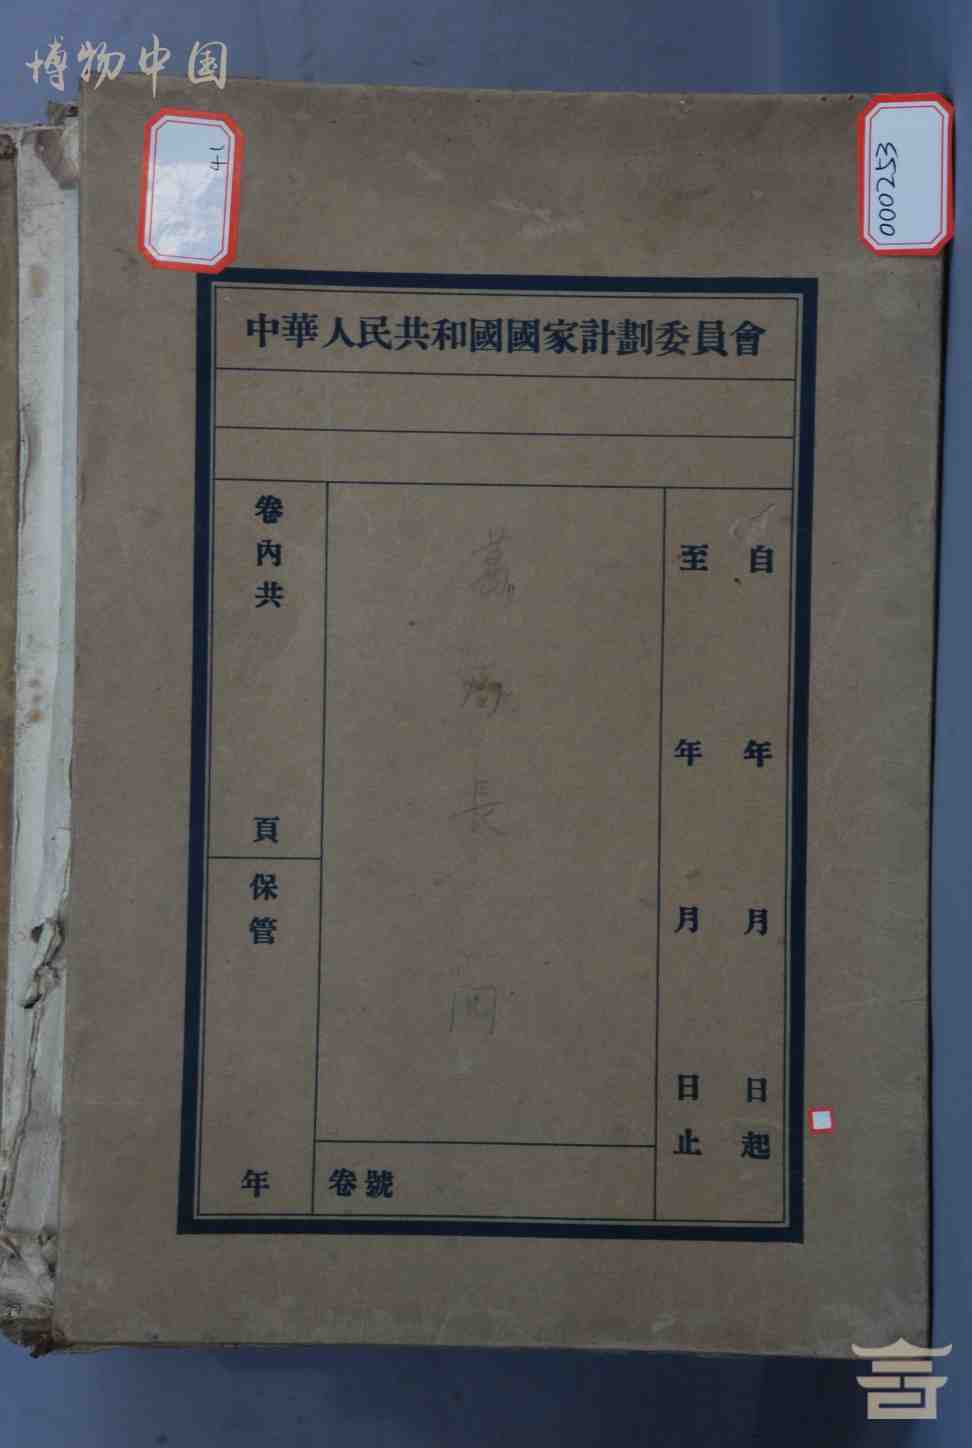 博物中国
41
000253
中華人民共和國國家計劃委員會
自 年 月 日起
至 年 月 日止
長
卷內共 頁
保管 年
卷號